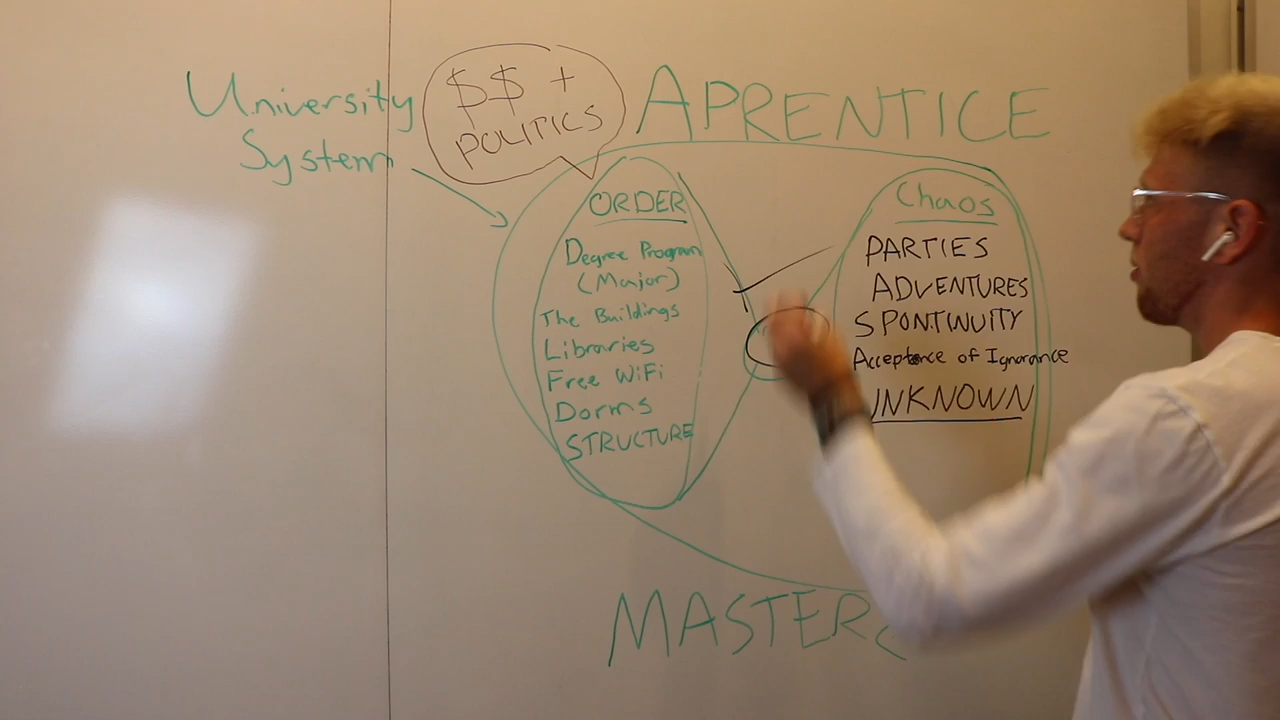 University
System
$$ +
POLITICS
APRENTICE
ORDER
Degree Program
(Major)
The Buildings
Libraries
Free WiFi
Dorms
STRUCTURE
Chaos
PARTIES
ADVENTURES
SPONTINUITY
Acceptance of Ignorance
UNKNOWN
MASTERS